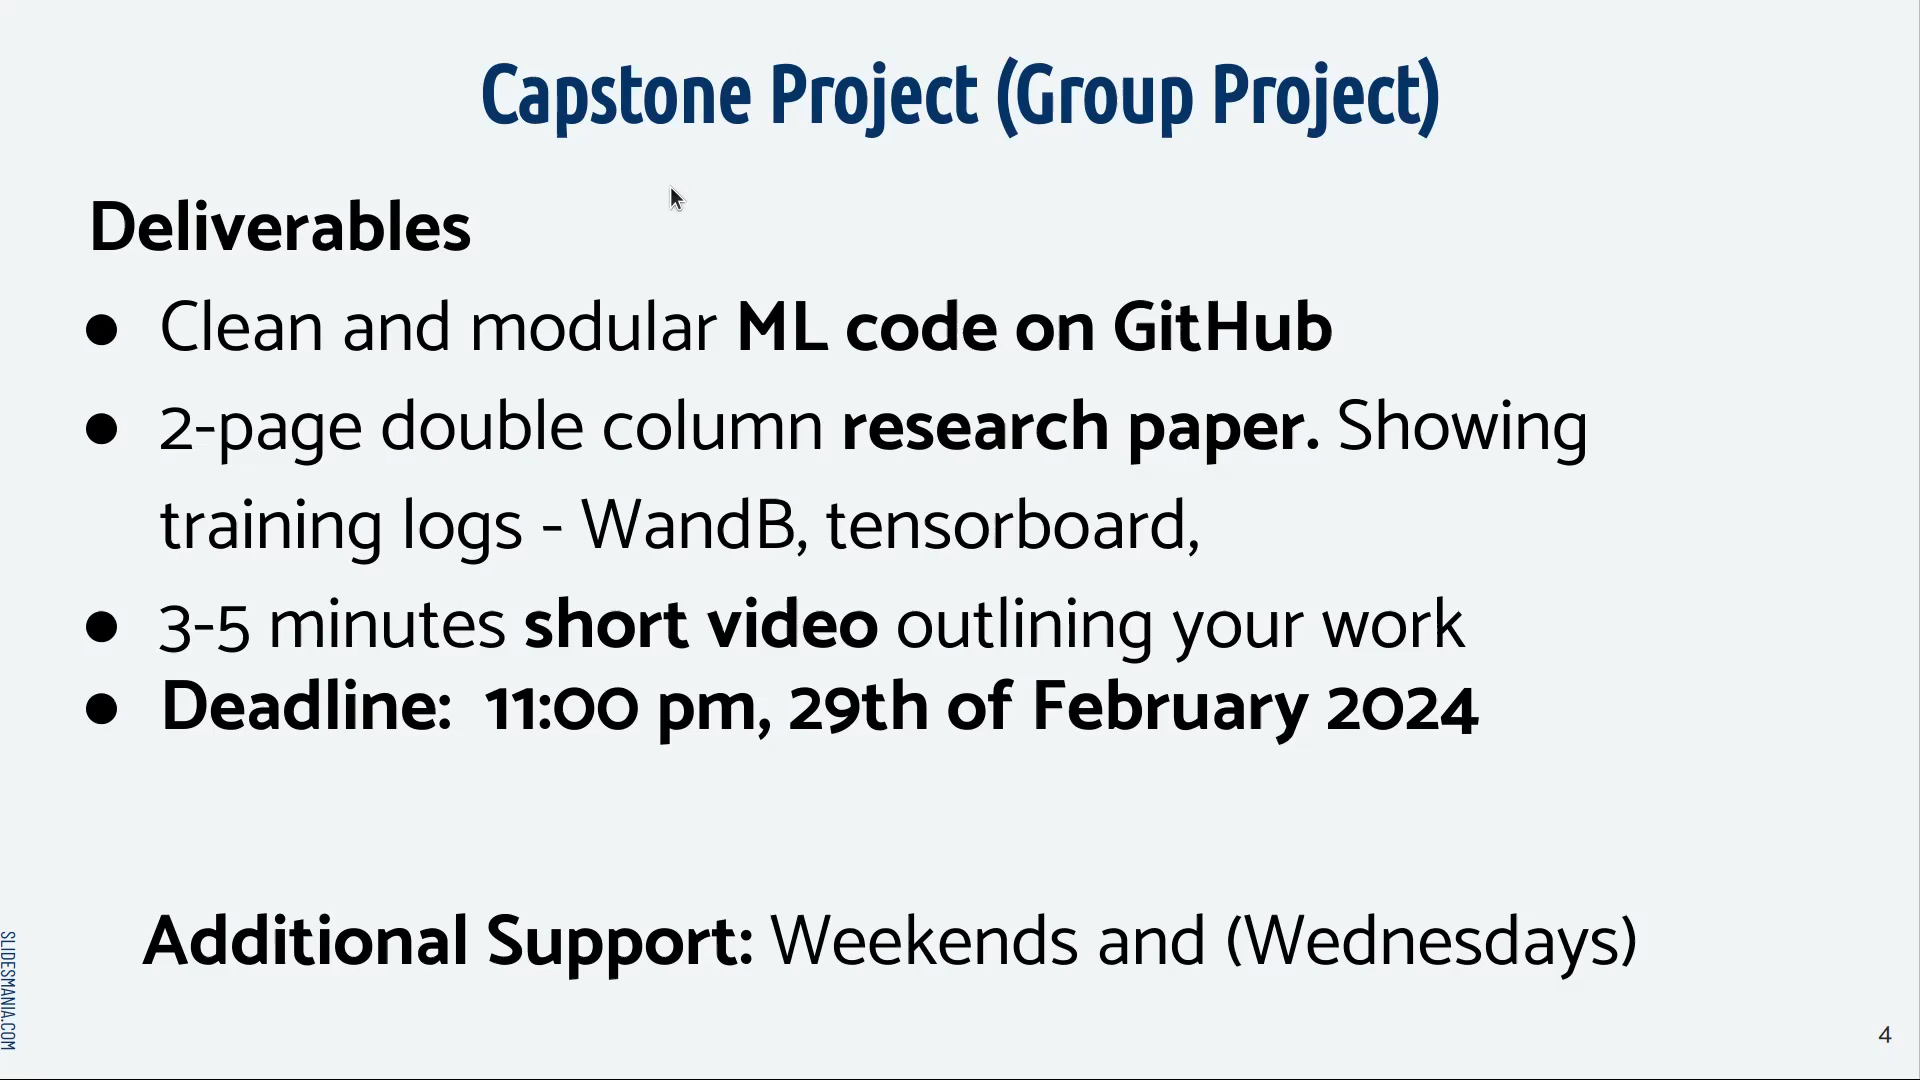 Capstone Project (Group Project)
Deliverables
● Clean and modular ML code on GitHub
● 2-page double column research paper. Showing
training logs - WandB, tensorboard,
● 3-5 minutes short video outlining your work
● Deadline:  11:00 pm, 29th of February 2024
Additional Support: Weekends and (Wednesdays)
SLIDESMANIA.COM
4